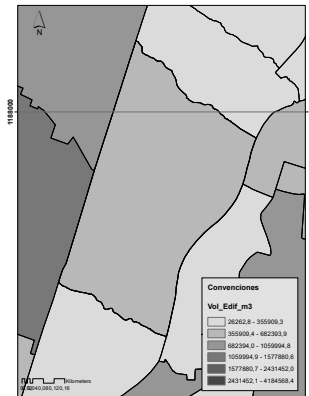 N
1188000
Convenciones
Vol_Edif_m3
26262,8 - 355909,3
355909,4 - 682393,9
682394,0 - 1059994,8
1059994,9 - 1577880,6
1577880,7 - 2431452,0
2431452,1 - 4184568,4
Kilometers